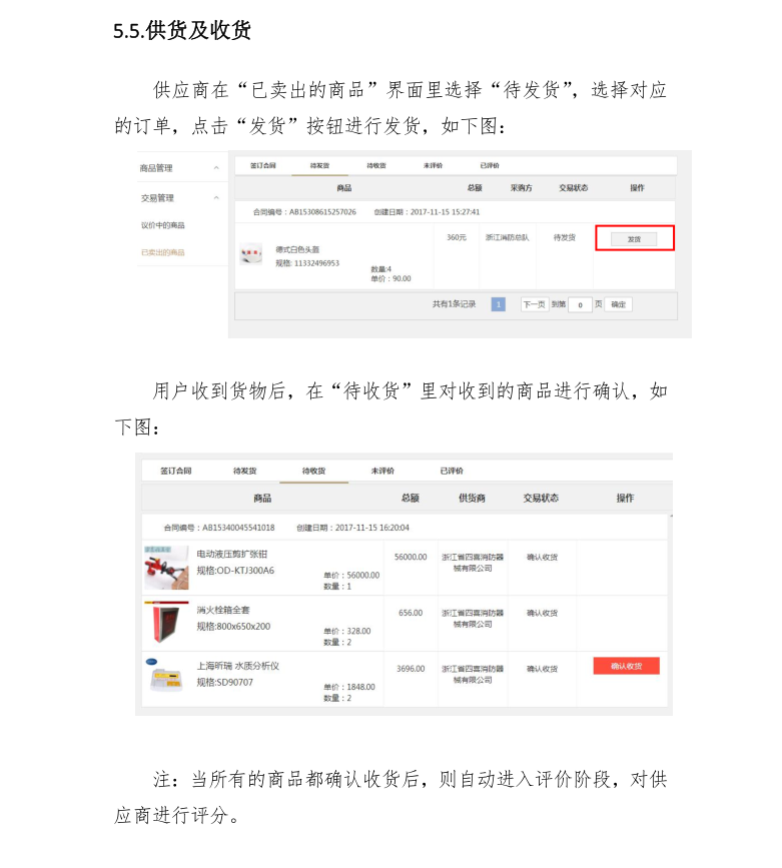 5.5.供货及收货
供应商在“已卖出的商品”界面里选择“待发货”，选择对应
的订单，点击“发货”按钮进行发货，如下图：
商品管理
交易管理
议价中的商品
已卖出的商品
签订合同 待发货 待收货 未评价 已评价
商品 总额 采购方 交易状态 操作
合同编号：AB15308615257026 创建日期：2017-11-15 15:27:41
德式白色头盔
规格: 11332496953
数量:4
单价：90.00
360元 浙江消防总队 待发货 发货
共有1条记录 1 下一页 到第 0 页 确定
用户收到货物后，在“待收货”里对收到的商品进行确认，如
下图：
签订合同 待发货 待收货 未评价 已评价
商品 总额 供货商 交易状态 操作
合同编号：AB15340045541018 创建日期：2017-11-15 16:20:04
电动液压剪扩张钳
规格:OD-KTJ300A6
单价：56000.00
数量：1
56000.00 浙江省四喜消防器 确认收货
械有限公司
消火栓箱全套
规格:800x650x200
单价：328.00
数量：2
656.00 浙江省四喜消防器 确认收货
械有限公司
上海昕瑞 水质分析仪
规格:SD90707
单价：1848.00
数量：2
3696.00 浙江省四喜消防器 确认收货 确认收货
械有限公司
注：当所有的商品都确认收货后，则自动进入评价阶段，对供
应商进行评分。